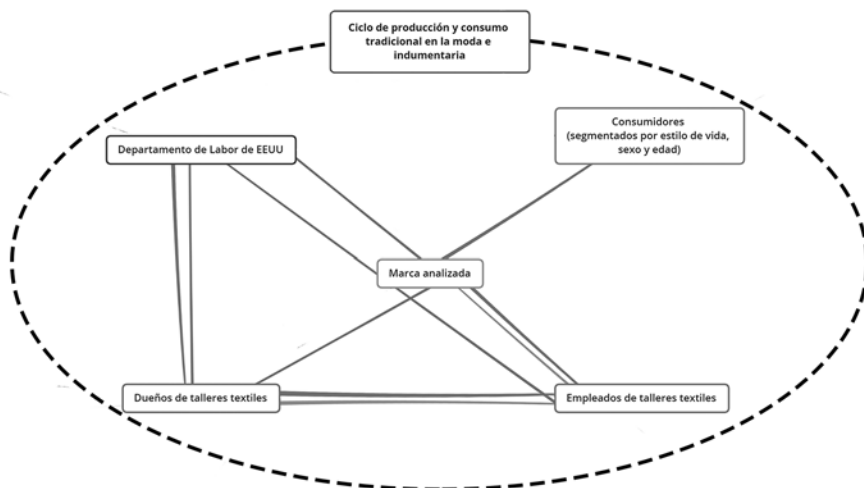 Ciclo de producción y consumo
tradicional en la moda e
indumentaria
Consumidores
(segmentados por estilo de vida,
sexo y edad)
Departamento de Labor de EEUU
Marca analizada
Dueños de talleres textiles
Empleados de talleres textiles